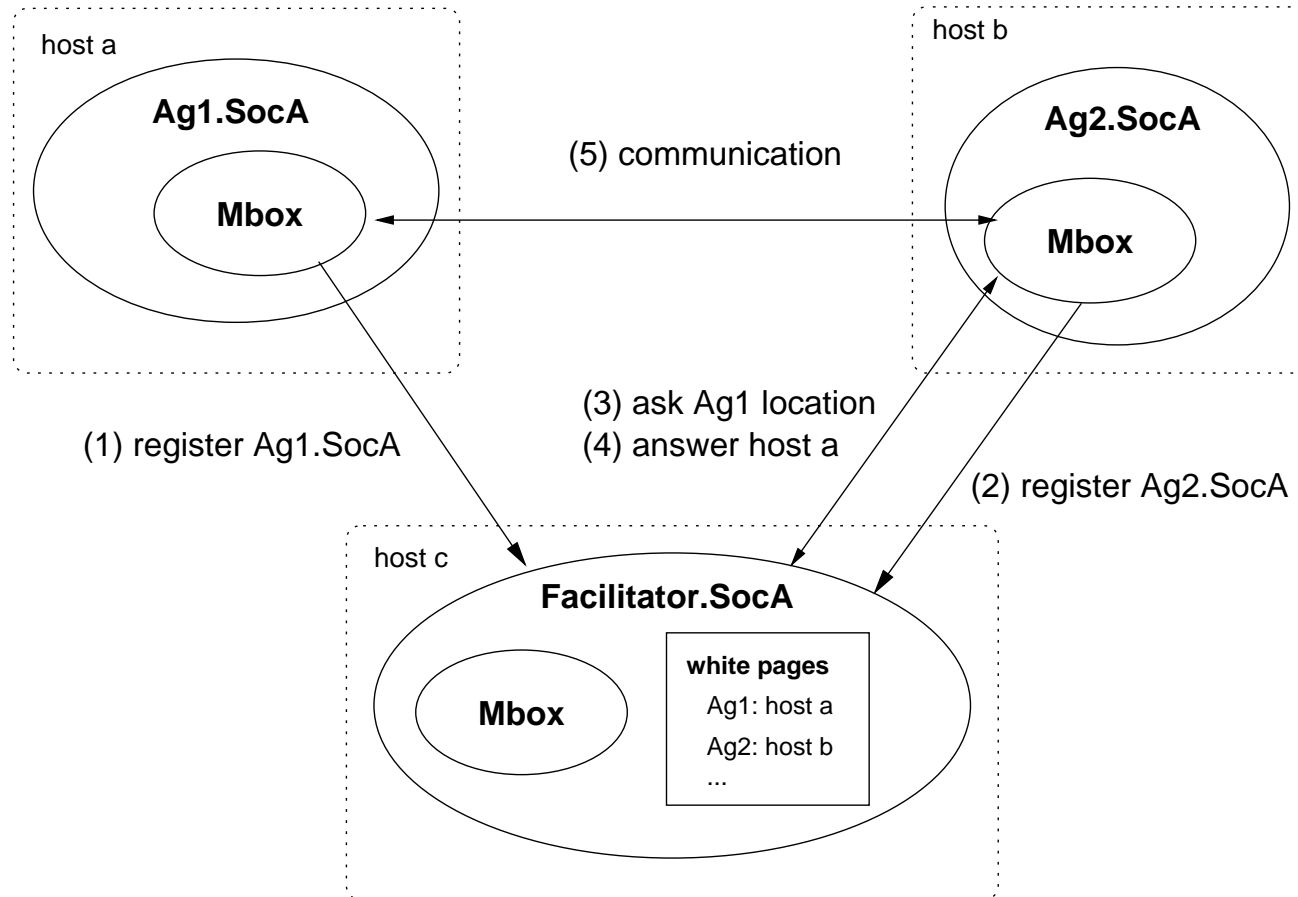 host a
host b
Ag1.SocA
Ag2.SocA
(5) communication
Mbox
Mbox
(3) ask Ag1 location
(1) register Ag1.SocA
(4) answer host a
(2) register Ag2.SocA
host c
Facilitator.SocA
white pages
Mbox
Ag1: host a
Ag2: host b
...